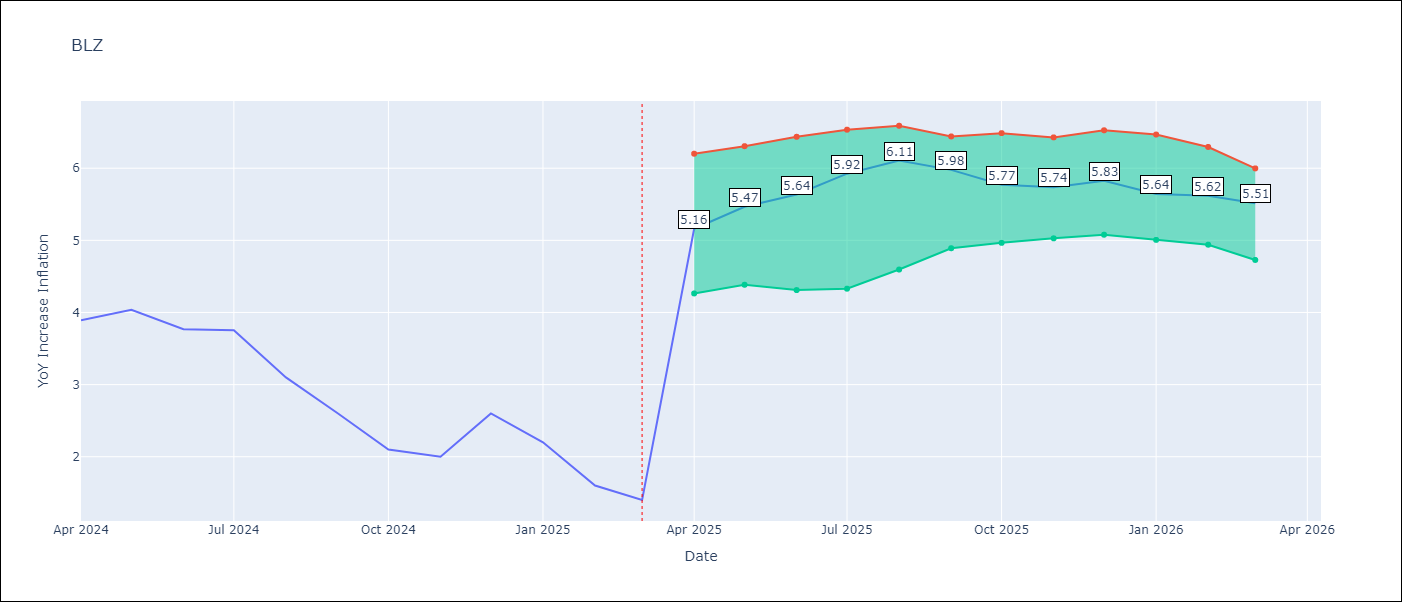 BLZ
YoY Increase Inflation
6
5
4
3
2
5.16
5.47
5.64
5.92
6.11
5.98
5.77
5.74
5.83
5.64
5.62
5.51
Apr 2024
Jul 2024
Oct 2024
Jan 2025
Apr 2025
Jul 2025
Oct 2025
Jan 2026
Apr 2026
Date